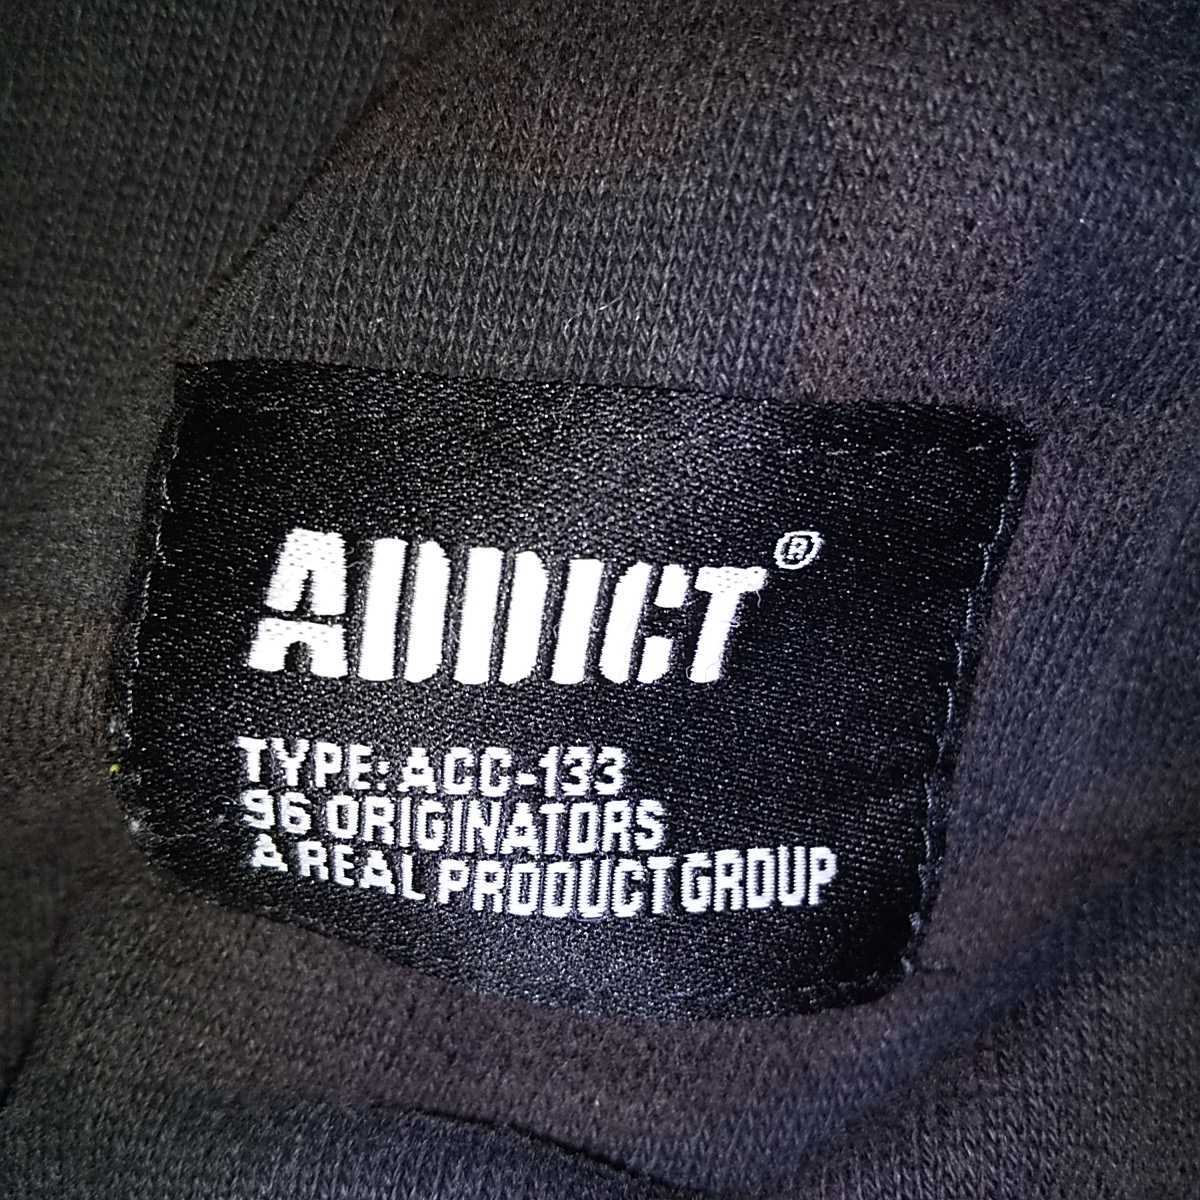 ADDICT®
TYPE: ACC-133
96 ORIGINATORS
A REAL PRODUCT GROUP